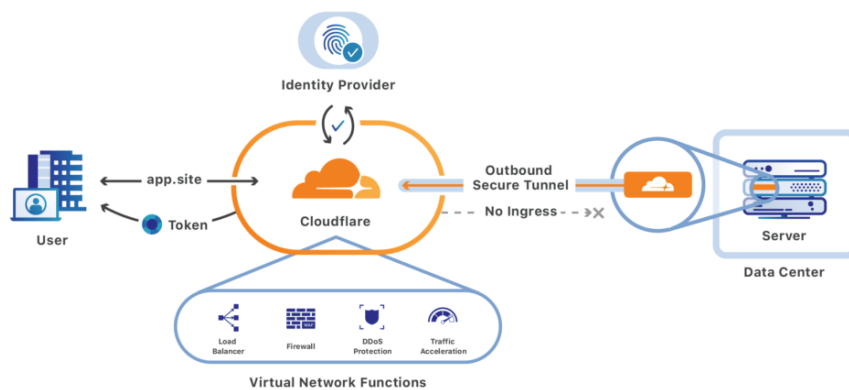 Identity Provider
app.site
Token
User
Cloudflare
Outbound
Secure Tunnel
No Ingress
Server
Data Center
Load
Balancer
Firewall
DDoS
Protection
Traffic
Acceleration
Virtual Network Functions